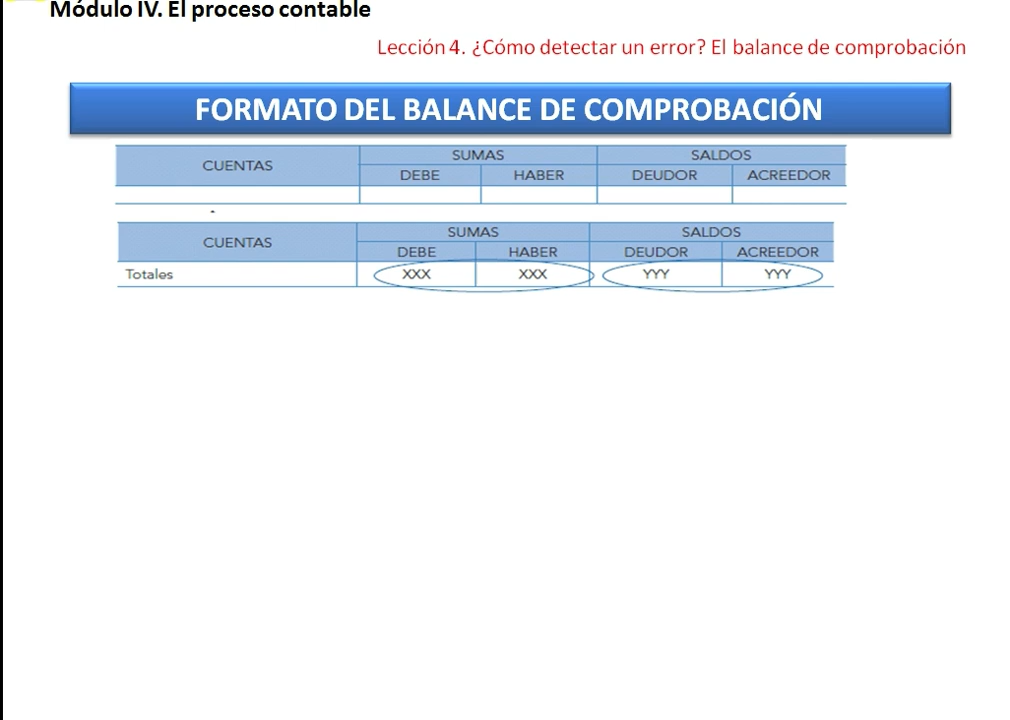 Módulo IV. El proceso contable
Lección 4. ¿Cómo detectar un error? El balance de comprobación
FORMATO DEL BALANCE DE COMPROBACIÓN
CUENTAS SUMAS SALDOS
DEBE HABER DEUDOR ACREEDOR
CUENTAS SUMAS SALDOS
DEBE HABER DEUDOR ACREEDOR
Totales XXX XXX YYY YYY